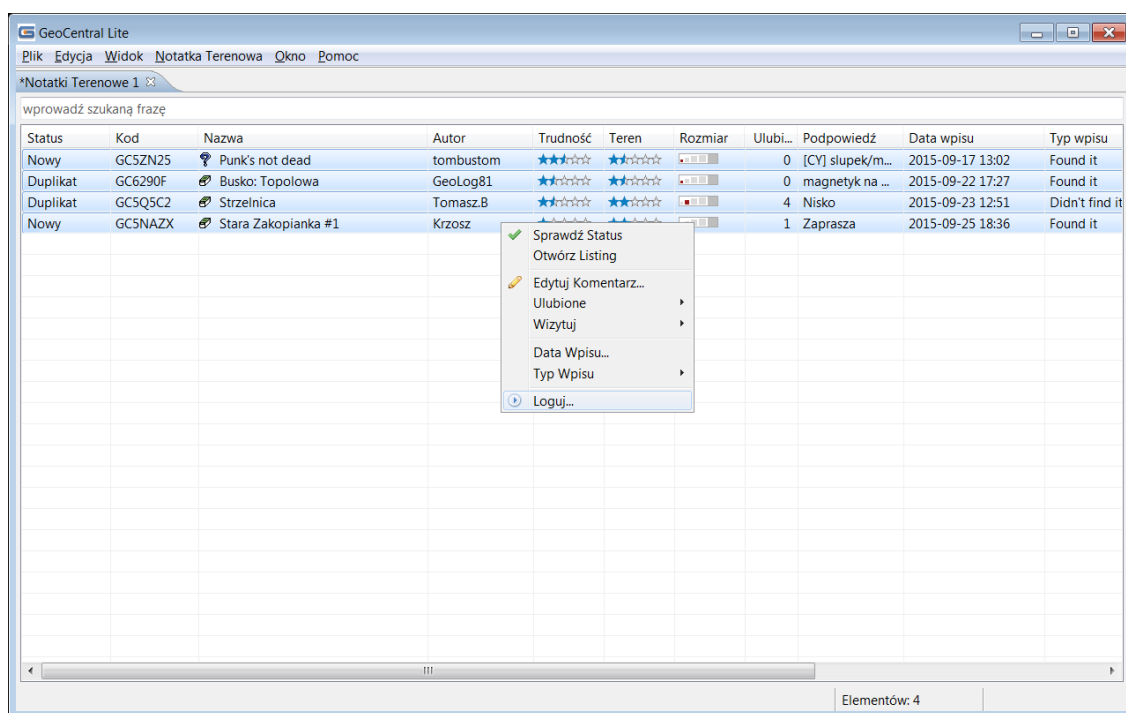 GeoCentral Lite
Plik Edycja Widok Notatka Terenowa Okno Pomoc
*Notatki Terenowe 1
wprowadź szukaną frazę
Status Kod Nazwa Autor Trudność Teren Rozmiar Ulubi... Podpowiedź Data wpisu Typ wpisu
Nowy GC5ZN25 Punk's not dead tombustom 0 [CY] slupek/m... 2015-09-17 13:02 Found it
Duplikat GC6290F Busko: Topolowa GeoLog81 0 magnetyk na ... 2015-09-22 17:27 Found it
Duplikat GC5Q5C2 Strzelnica Tomasz.B 4 Nisko 2015-09-23 12:51 Didn't find it
Nowy GC5NAZX Stara Zakopianka #1 Krzosz 1 Zaprasza 2015-09-25 18:36 Found it
Sprawdź Status
Otwórz Listing
Edytuj Komentarz...
Ulubione
Wizytuj
Data Wpisu...
Typ Wpisu
Loguj...
Elementów: 4